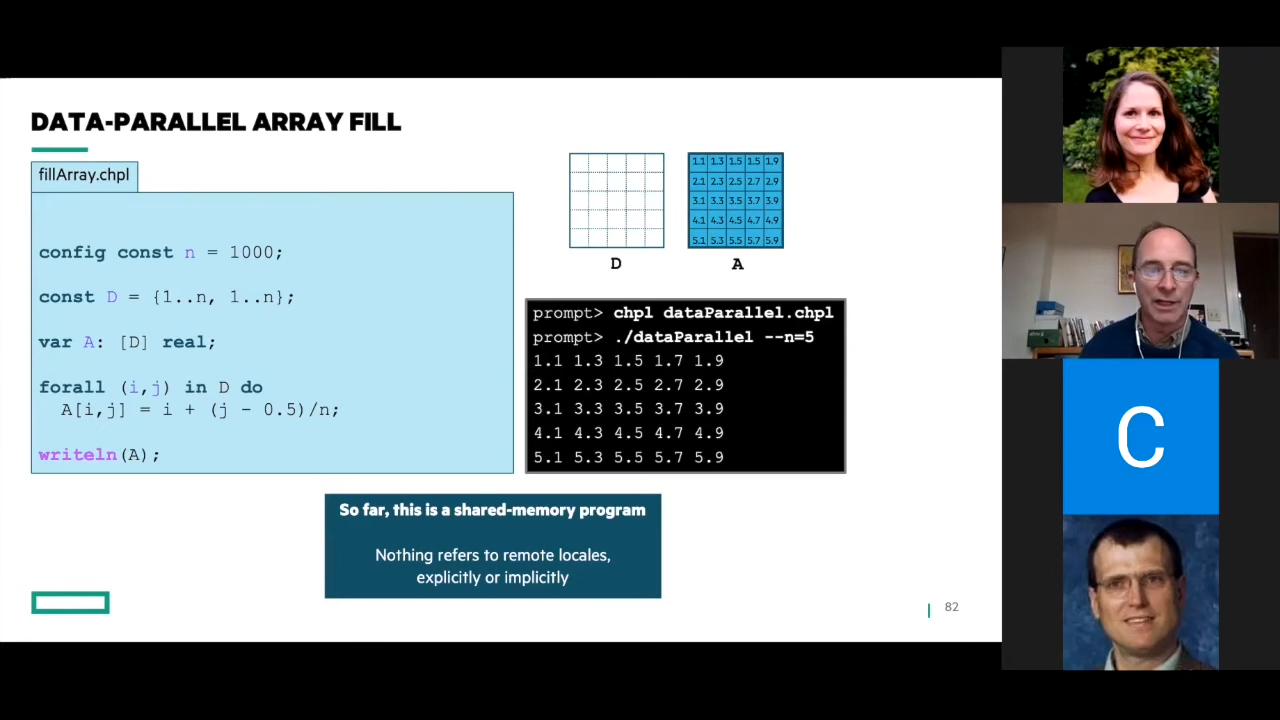 DATA-PARALLEL ARRAY FILL
fillArray.chpl
config const n = 1000;
const D = {1..n, 1..n};
var A: [D] real;
forall (i,j) in D do
A[i,j] = i + (j - 0.5)/n;
writeln(A);
1.1 1.3 1.5 1.5 1.9
2.1 2.3 2.5 2.7 2.9
3.1 3.3 3.5 3.7 3.9
4.1 4.3 4.5 4.7 4.9
5.1 5.3 5.5 5.7 5.9
D
A
prompt> chpl dataParallel.chpl
prompt> ./dataParallel --n=5
1.1 1.3 1.5 1.7 1.9
2.1 2.3 2.5 2.7 2.9
3.1 3.3 3.5 3.7 3.9
4.1 4.3 4.5 4.7 4.9
5.1 5.3 5.5 5.7 5.9
So far, this is a shared-memory program
Nothing refers to remote locales,
explicitly or implicitly
82
C